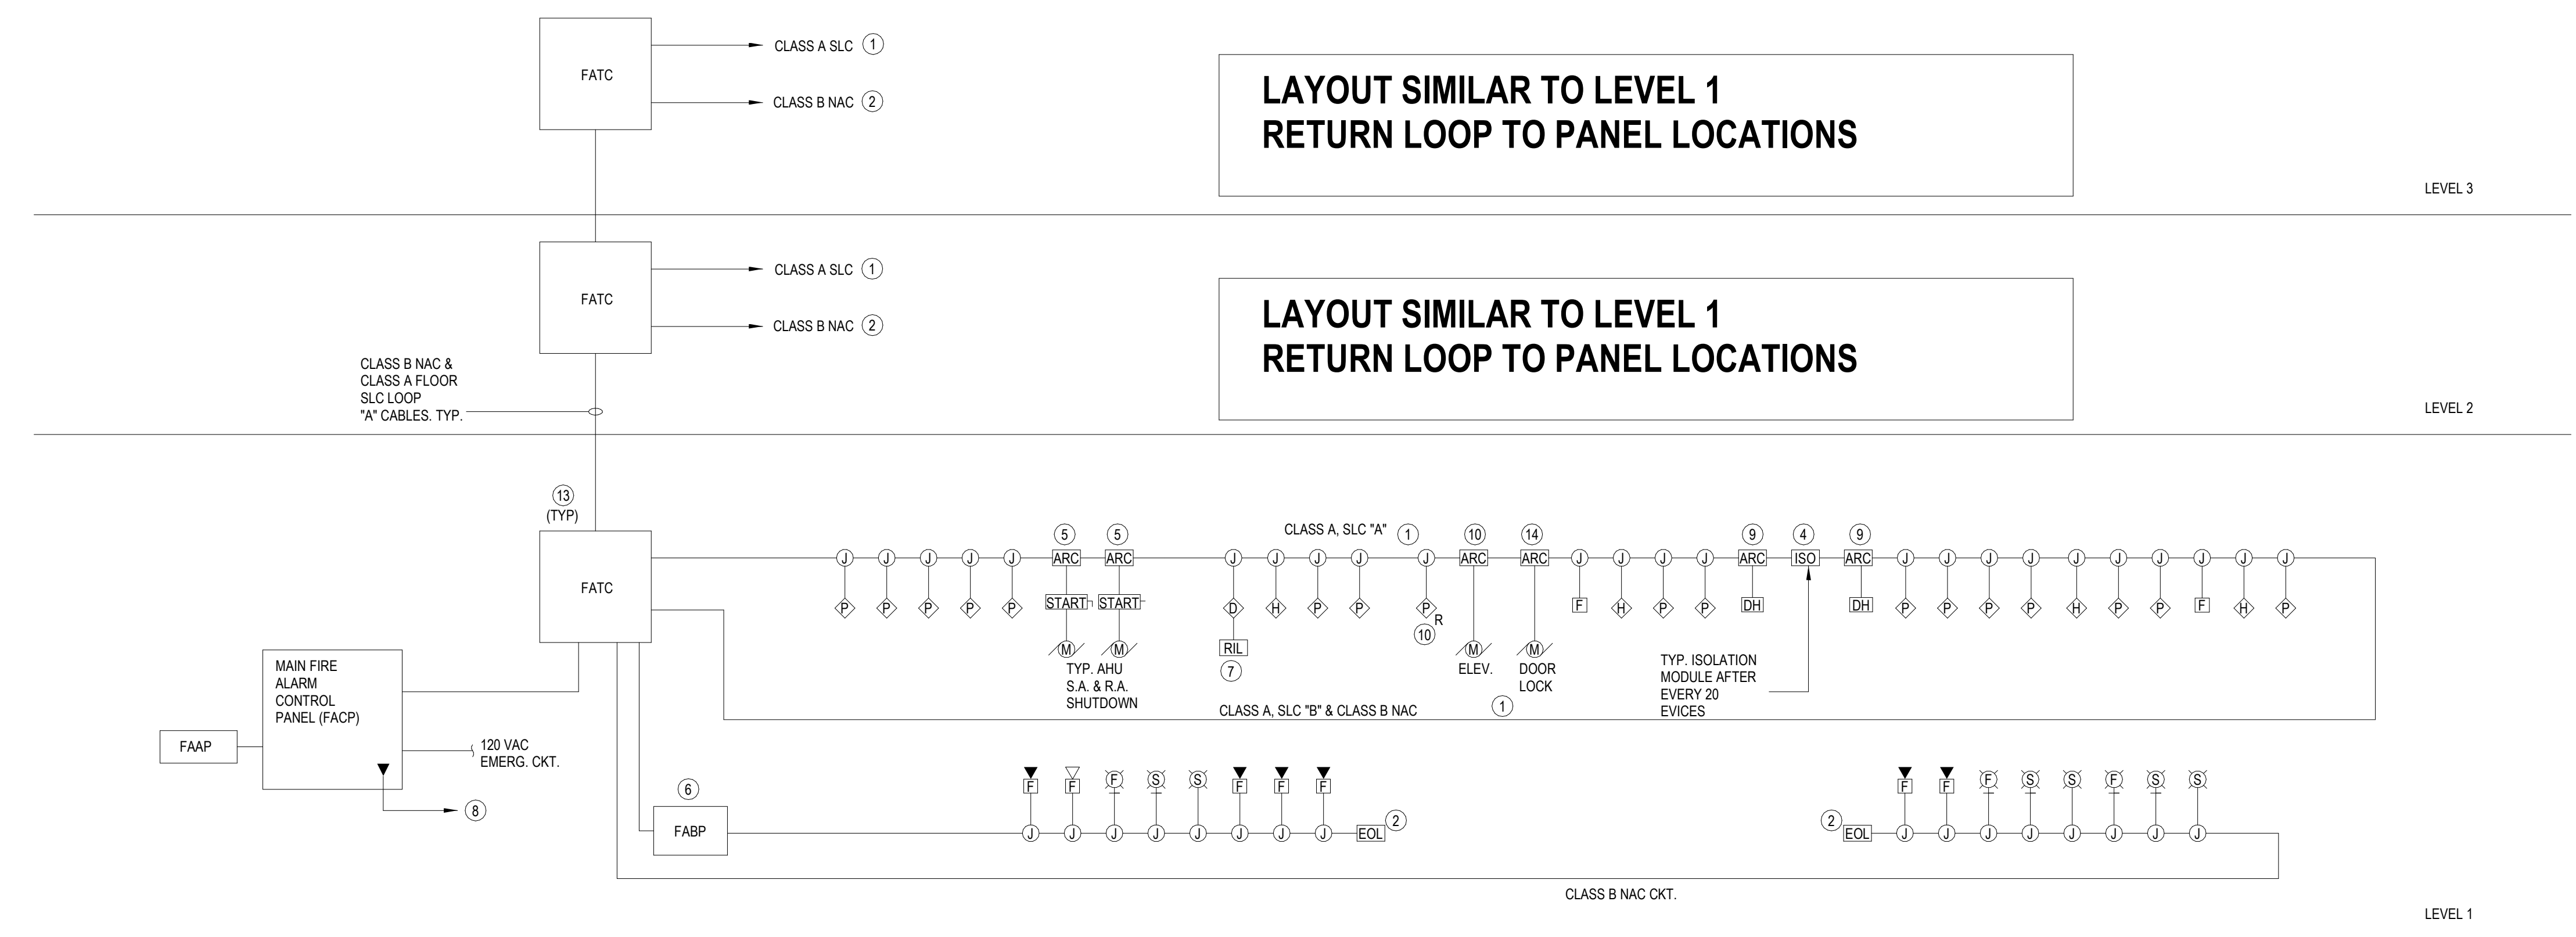 CLASS A SLC 1
FATC
CLASS B NAC 2
LAYOUT SIMILAR TO LEVEL 1
RETURN LOOP TO PANEL LOCATIONS
LEVEL 3
CLASS A SLC 1
FATC
CLASS B NAC 2
LAYOUT SIMILAR TO LEVEL 1
RETURN LOOP TO PANEL LOCATIONS
CLASS B NAC &
CLASS A FLOOR
SLC LOOP
"A" CABLES. TYP.
LEVEL 2
13
(TYP)
FATC
5 5 CLASS A, SLC "A" 1 10 14 9 4 9
J J J J J ARC ARC J H J J J ARC ARC J J J J ARC ISO ARC J J J J J J J J J J
P P P P P START START D H P P P F H P P DH DH P P P P H P P F H P
R
10
M M RIL M M
7
TYP. AHU
S.A. & R.A.
SHUTDOWN
ELEV.
DOOR
LOCK
TYP. ISOLATION
MODULE AFTER
EVERY 20
EVICES
CLASS A, SLC "B" & CLASS B NAC 1
MAIN FIRE
ALARM
CONTROL
PANEL (FACP)
FAAP
120 VAC
EMERG. CKT.
8
6
FABP
F F F S S F F F
J J J J J J J J EOL 2
F F F S S F S S
2 EOL J J J J J J J J
CLASS B NAC CKT.
LEVEL 1